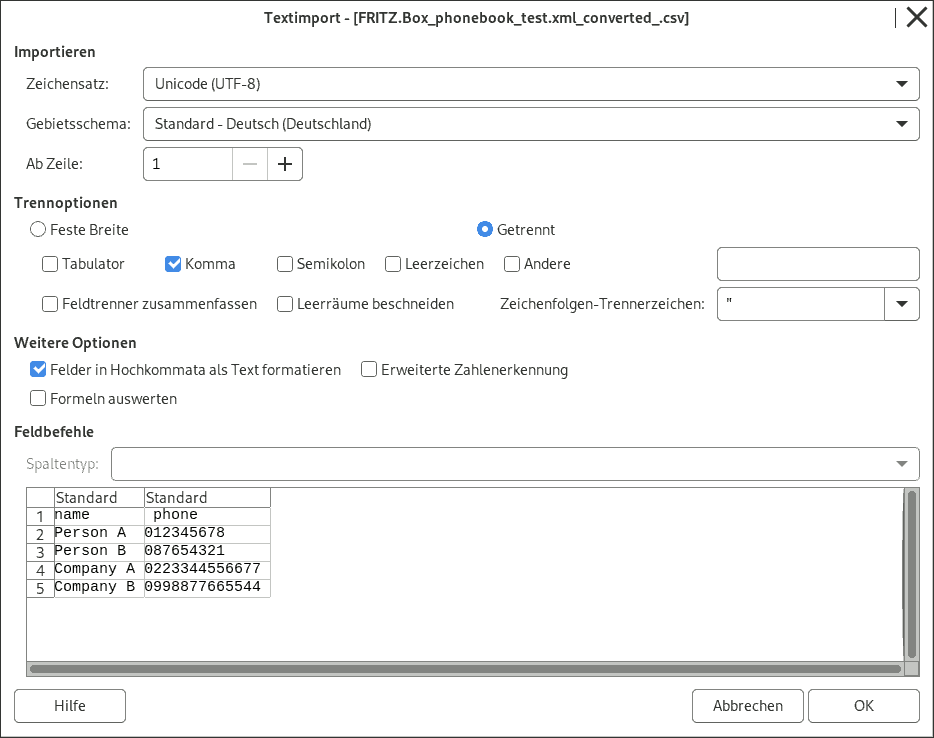 Textimport - [FRITZ.Box_phonebook_test.xml_converted_.csv]
Importieren
Zeichensatz: Unicode (UTF-8)
Gebietsschema: Standard - Deutsch (Deutschland)
Ab Zeile: 1
Trennoptionen
Feste Breite Getrennt
Tabulator Komma Semikolon Leerzeichen Andere
Feldtrenner zusammenfassen Leerräume beschneiden Zeichenfolgen-Trennerzeichen: "
Weitere Optionen
Felder in Hochkommata als Text formatieren Erweiterte Zahlenerkennung
Formeln auswerten
Feldbefehle
Spaltentyp:
Standard Standard
1 name phone
2 Person A 012345678
3 Person B 087654321
4 Company A 0223344556677
5 Company B 0998877665544
Hilfe Abbrechen OK